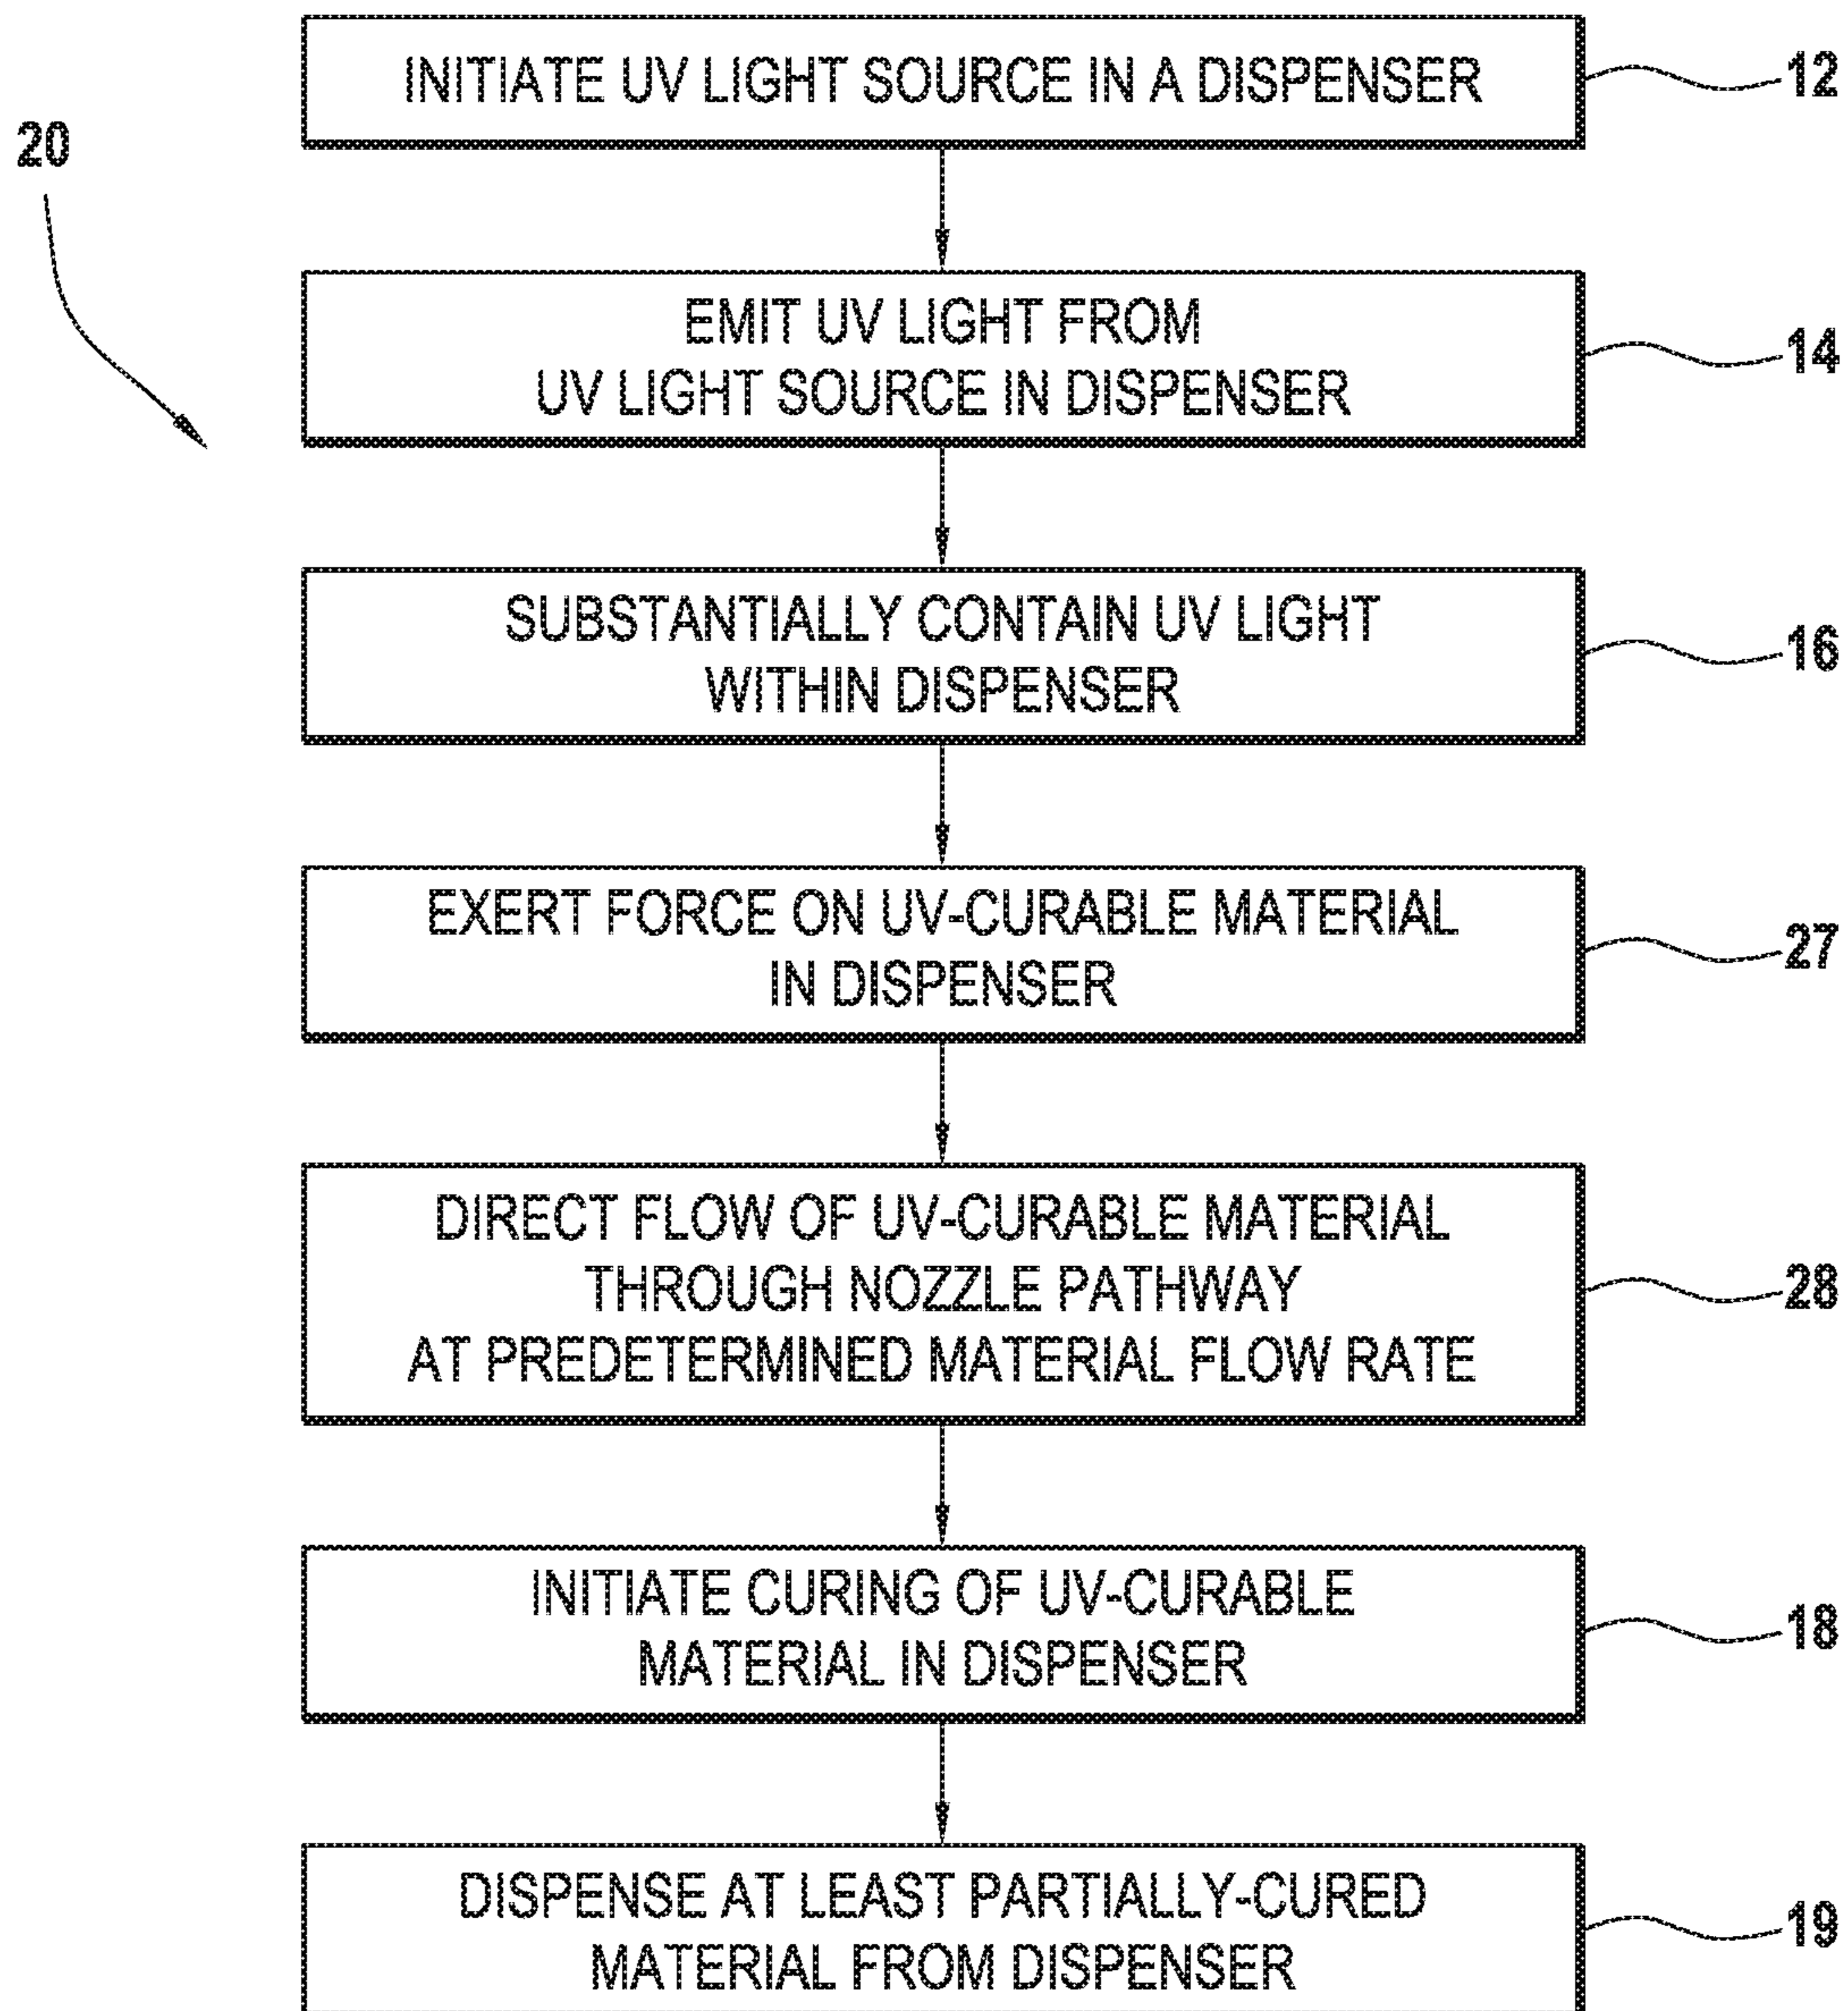 INITIATE UV LIGHT SOURCE IN A DISPENSER
12
20
EMIT UV LIGHT FROM
UV LIGHT SOURCE IN DISPENSER
14
SUBSTANTIALLY CONTAIN UV LIGHT
WITHIN DISPENSER
16
EXERT FORCE ON UV-CURABLE MATERIAL
IN DISPENSER
27
DIRECT FLOW OF UV-CURABLE MATERIAL
THROUGH NOZZLE PATHWAY
AT PREDETERMINED MATERIAL FLOW RATE
28
INITIATE CURING OF UV-CURABLE
MATERIAL IN DISPENSER
18
DISPENSE AT LEAST PARTIALLY-CURED
MATERIAL FROM DISPENSER
19